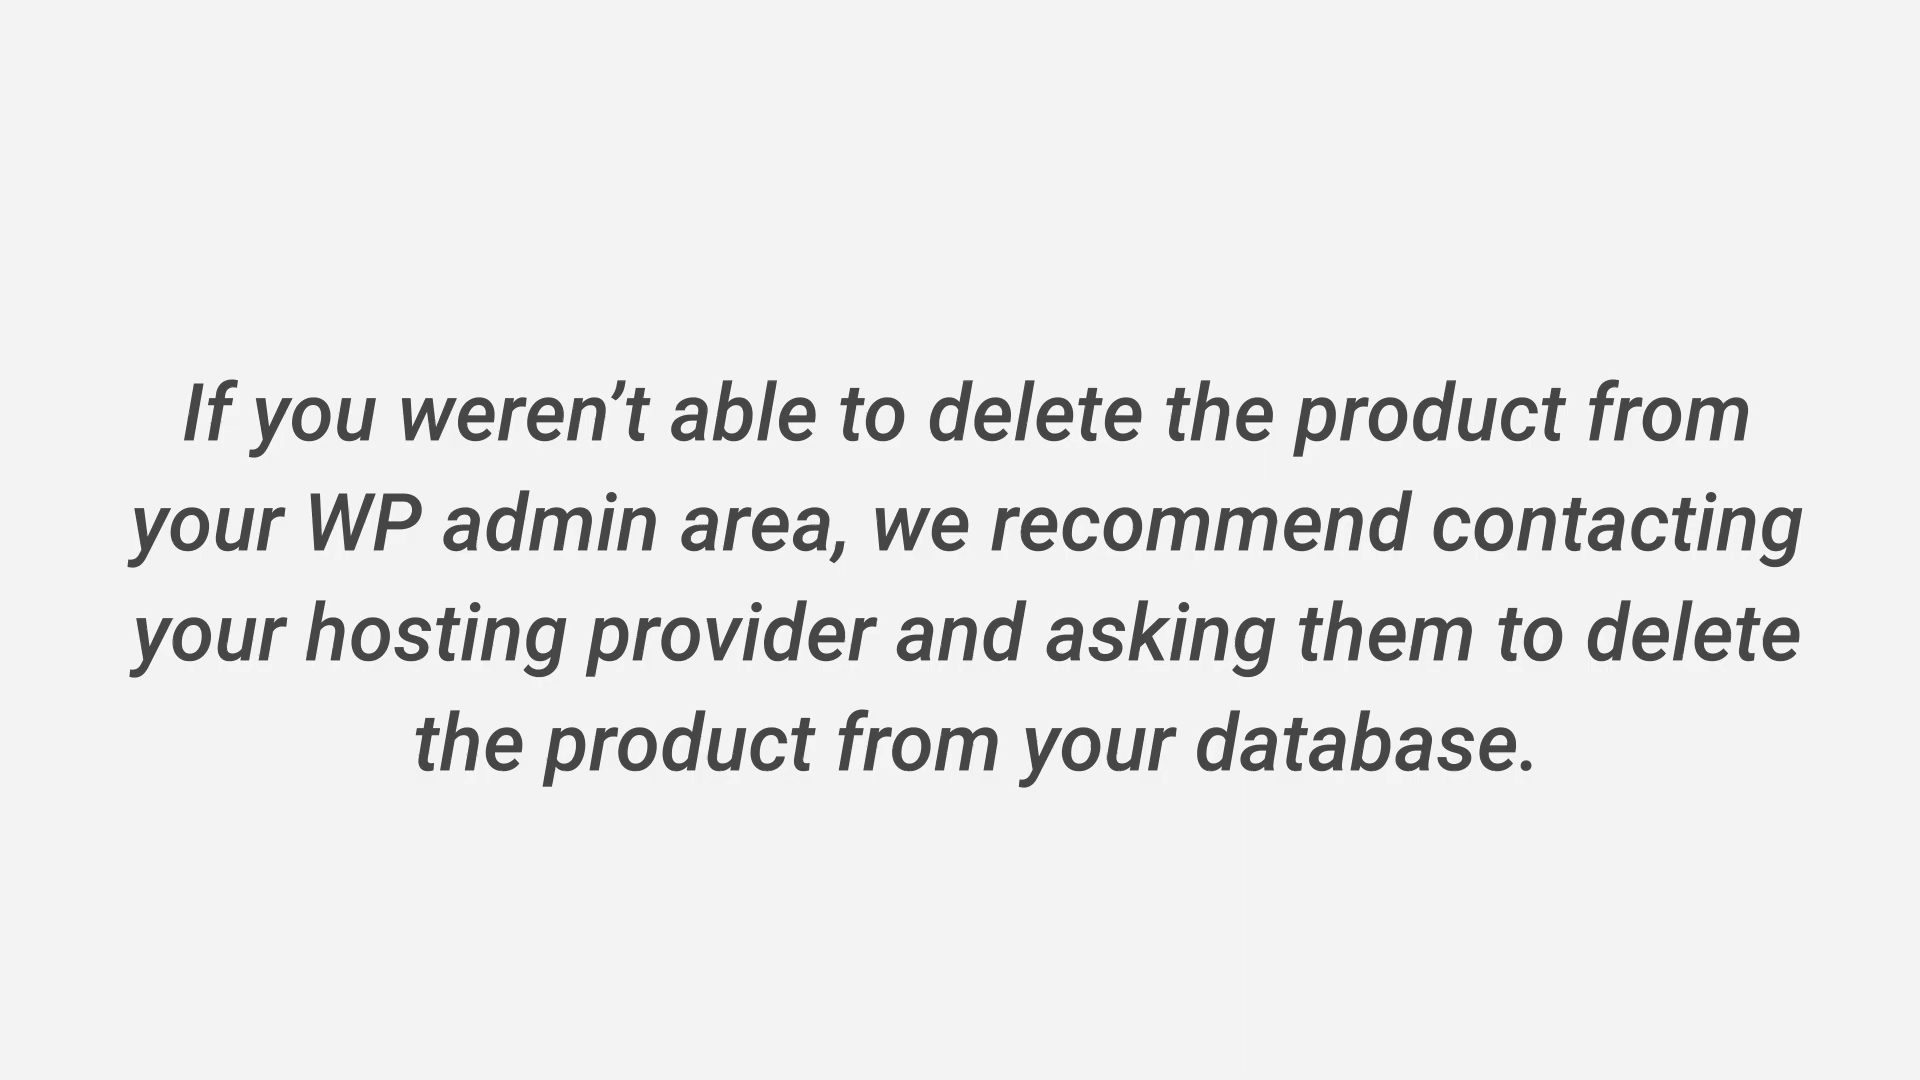 If you weren’t able to delete the product from
your WP admin area, we recommend contacting
your hosting provider and asking them to delete
the product from your database.